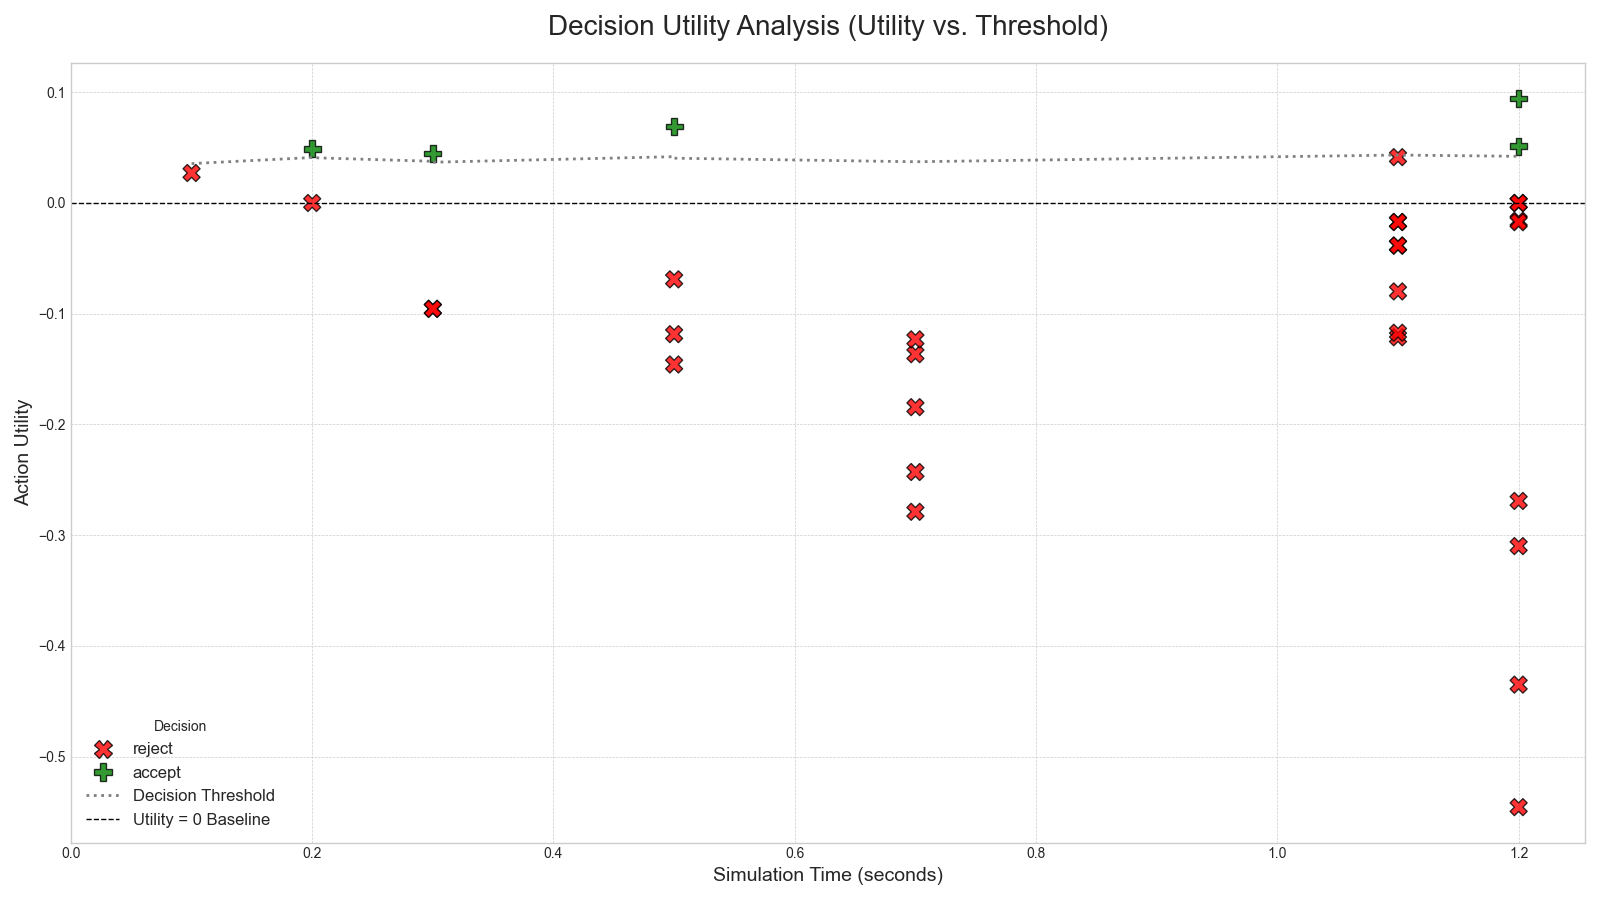 Decision Utility Analysis (Utility vs. Threshold)
Action Utility
0.1
0.0
−0.1
−0.2
−0.3
−0.4
−0.5
Decision
reject
accept
Decision Threshold
Utility = 0 Baseline
0.0 0.2 0.4 0.6 0.8 1.0 1.2
Simulation Time (seconds)